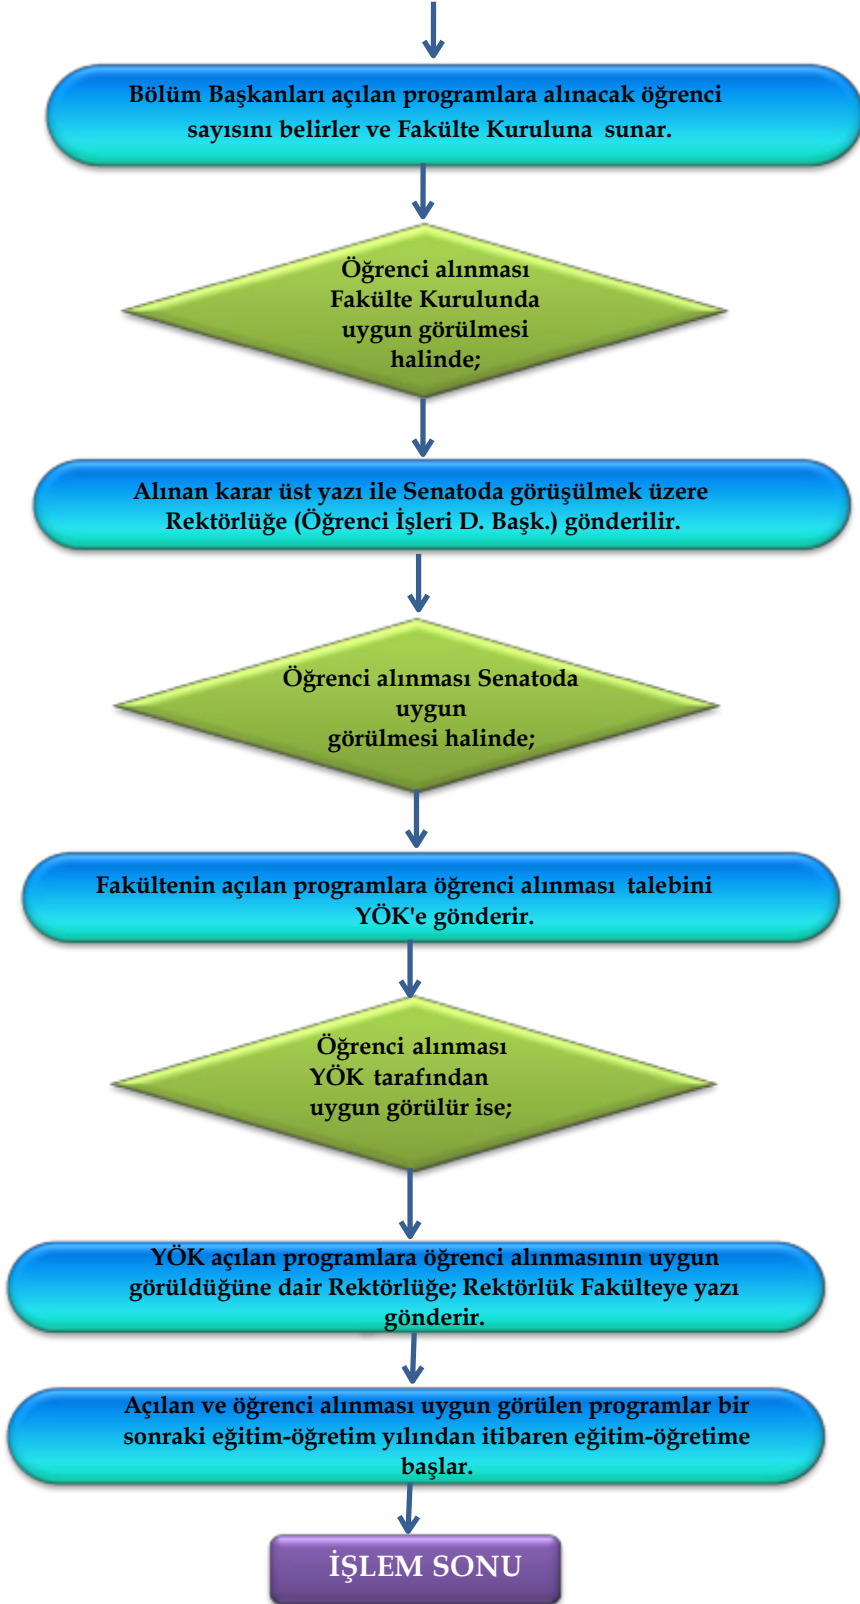 Bölüm Başkanları açılan programlara alınacak öğrenci
sayısını belirler ve Fakülte Kuruluna sunar.
Öğrenci alınması
Fakülte Kurulunda
uygun görülmesi
halinde;
Alınan karar üst yazı ile Senatoda görüşülmek üzere
Rektörlüğe (Öğrenci İşleri D. Başk.) gönderilir.
Öğrenci alınması Senatoda
uygun
görülmesi halinde;
Fakültenin açılan programlara öğrenci alınması talebini
YÖK'e gönderir.
Öğrenci alınması
YÖK tarafından
uygun görülür ise;
YÖK açılan programlara öğrenci alınmasının uygun
görüldüğüne dair Rektörlüğe; Rektörlük Fakülteye yazı
gönderir.
Açılan ve öğrenci alınması uygun görülen programlar bir
sonraki eğitim-öğretim yılından itibaren eğitim-öğretime
başlar.
İŞLEM SONU